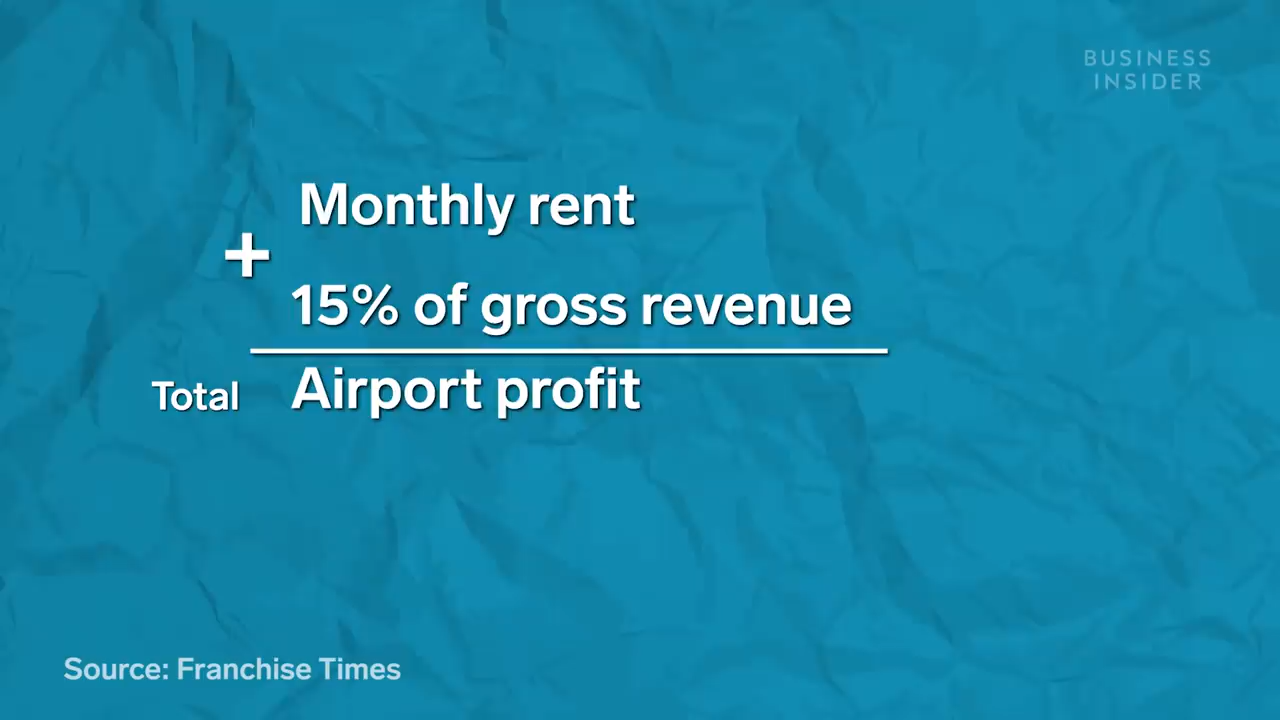 BUSINESS
INSIDER
Monthly rent
+
15% of gross revenue
Total Airport profit
Source: Franchise Times